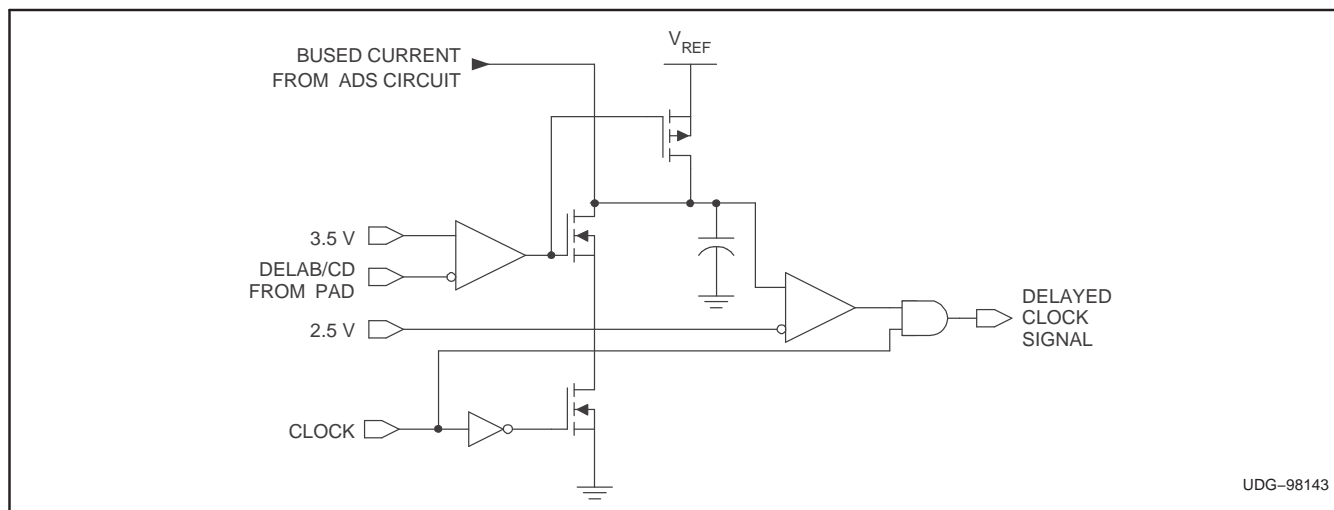 BUSED CURRENT
FROM ADS CIRCUIT
VREF
3.5 V
DELAB/CD
FROM PAD
2.5 V
CLOCK
DELAYED
CLOCK
SIGNAL
UDG−98143